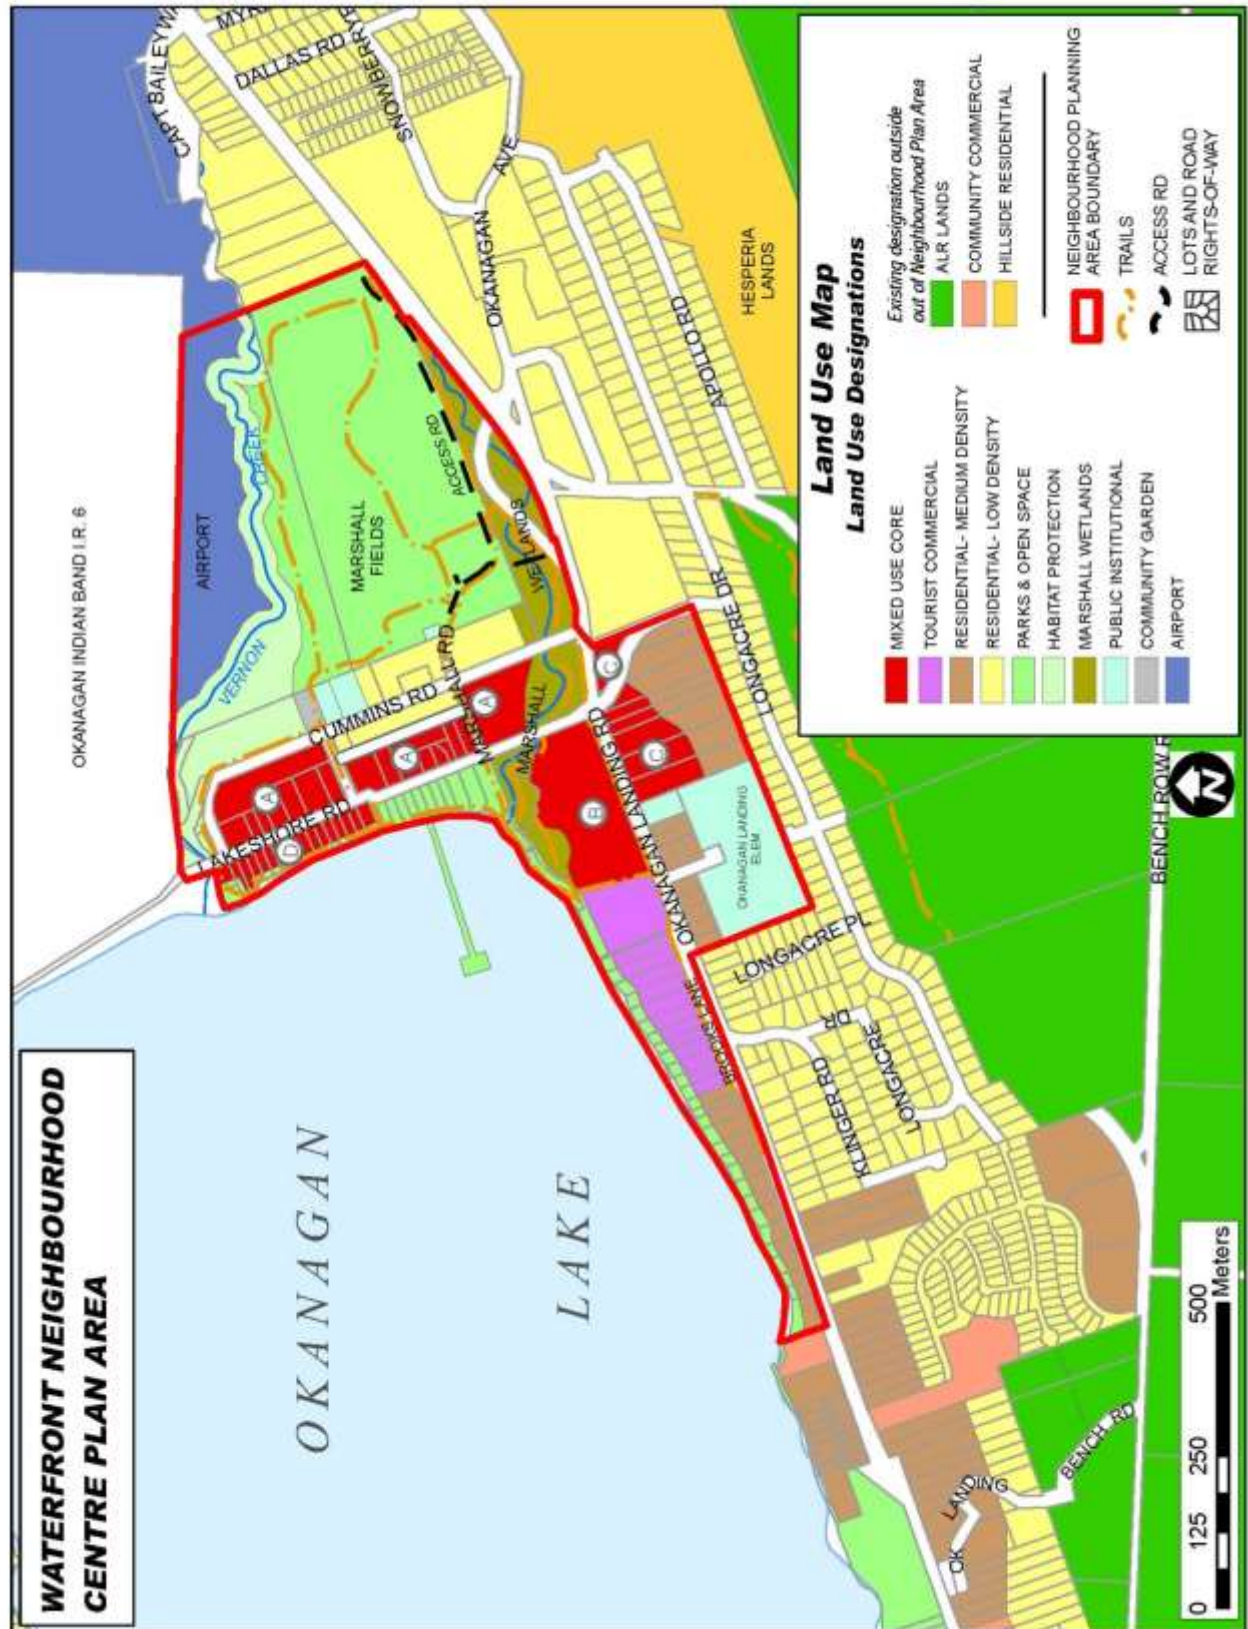 WATERFRONT NEIGHBOURHOOD
CENTRE PLAN AREA
OKANAGAN
LAKE
OKANAGAN INDIAN BAND I.R. 6
AIRPORT
VERNON
CREEK
MARSHALL
FIELDS
ACCESS RD
CAPT BAILEY WAY
DALLAS RD
SNOWBERRY
OKANAGAN
AVE
HESPERIA
LANDS
APOLLO RD
LONGACRE DR
LAKESHORE RD
CUMMINS RD
MARSHALL RD
MARSHALL
WETLANDS
A
A
A
D
B
C
C
OKANAGAN LANDING RD
OKANAGAN LANDING
ELEM
OKANAGAN
BROOKS LANE
LONGACRE PL
KLINGER RD
LONGACRE
DR
BENCH ROW R
OK
LANDING
BENCH RD
0 125 250 500
Meters
N
Land Use Map
Land Use Designations
MIXED USE CORE
TOURIST COMMERCIAL
RESIDENTIAL- MEDIUM DENSITY
RESIDENTIAL- LOW DENSITY
PARKS & OPEN SPACE
HABITAT PROTECTION
MARSHALL WETLANDS
PUBLIC INSTITUTIONAL
COMMUNITY GARDEN
AIRPORT
Existing designation outside
out of Neighbourhood Plan Area
ALR LANDS
COMMUNITY COMMERCIAL
HILLSIDE RESIDENTIAL
NEIGHBOURHOOD PLANNING
AREA BOUNDARY
TRAILS
ACCESS RD
LOTS AND ROAD
RIGHTS-OF-WAY